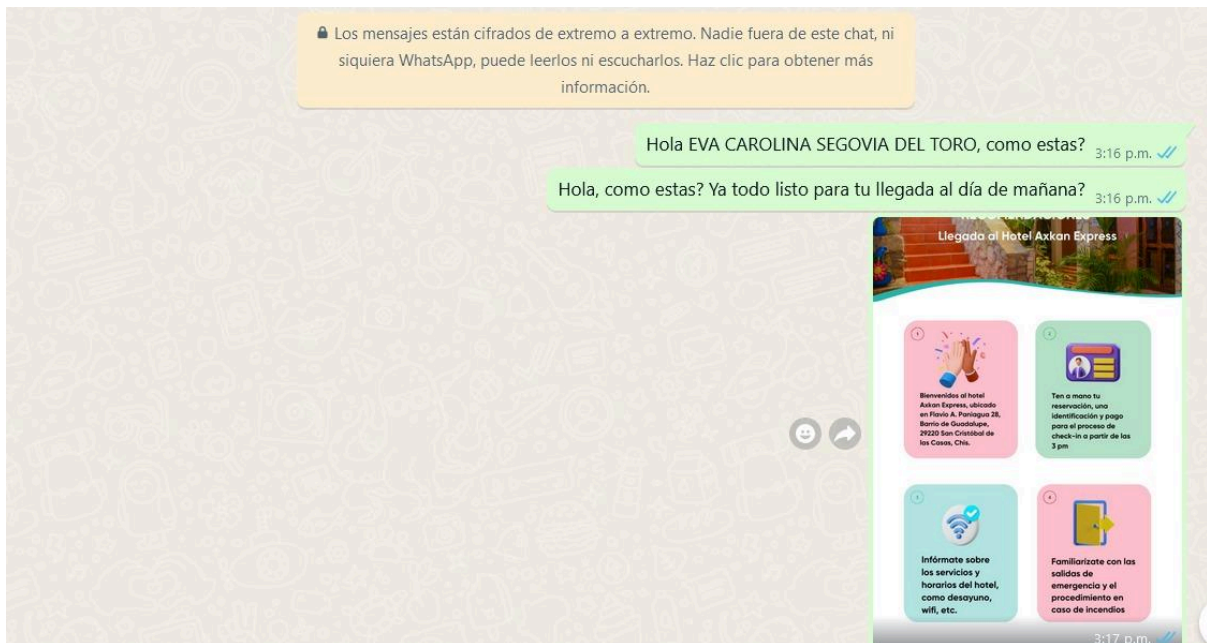 Los mensajes están cifrados de extremo a extremo. Nadie fuera de este chat, ni
siquiera WhatsApp, puede leerlos ni escucharlos. Haz clic para obtener más
información.
Hola EVA CAROLINA SEGOVIA DEL TORO, como estas?
3:16 p.m.
Hola, como estas? Ya todo listo para tu llegada al día de mañana?
3:16 p.m.
Llegada al Hotel Axkan Express
1
Bienvenidos al hotel
Axkan Express, ubicado
en Flavio A. Paniagua 28,
Barrio de Guadalupe,
29220 San Cristóbal de
las Casas, Chis.
2
Ten a mano tu
reservación, una
identificación y pago
para el proceso de
check-in a partir de las
3 pm
3
Infórmate sobre
los servicios y
horarios del hotel,
como desayuno,
wifi, etc.
4
Familiarízate con las
salidas de
emergencia y el
procedimiento en
caso de incendios
3:17 p.m.